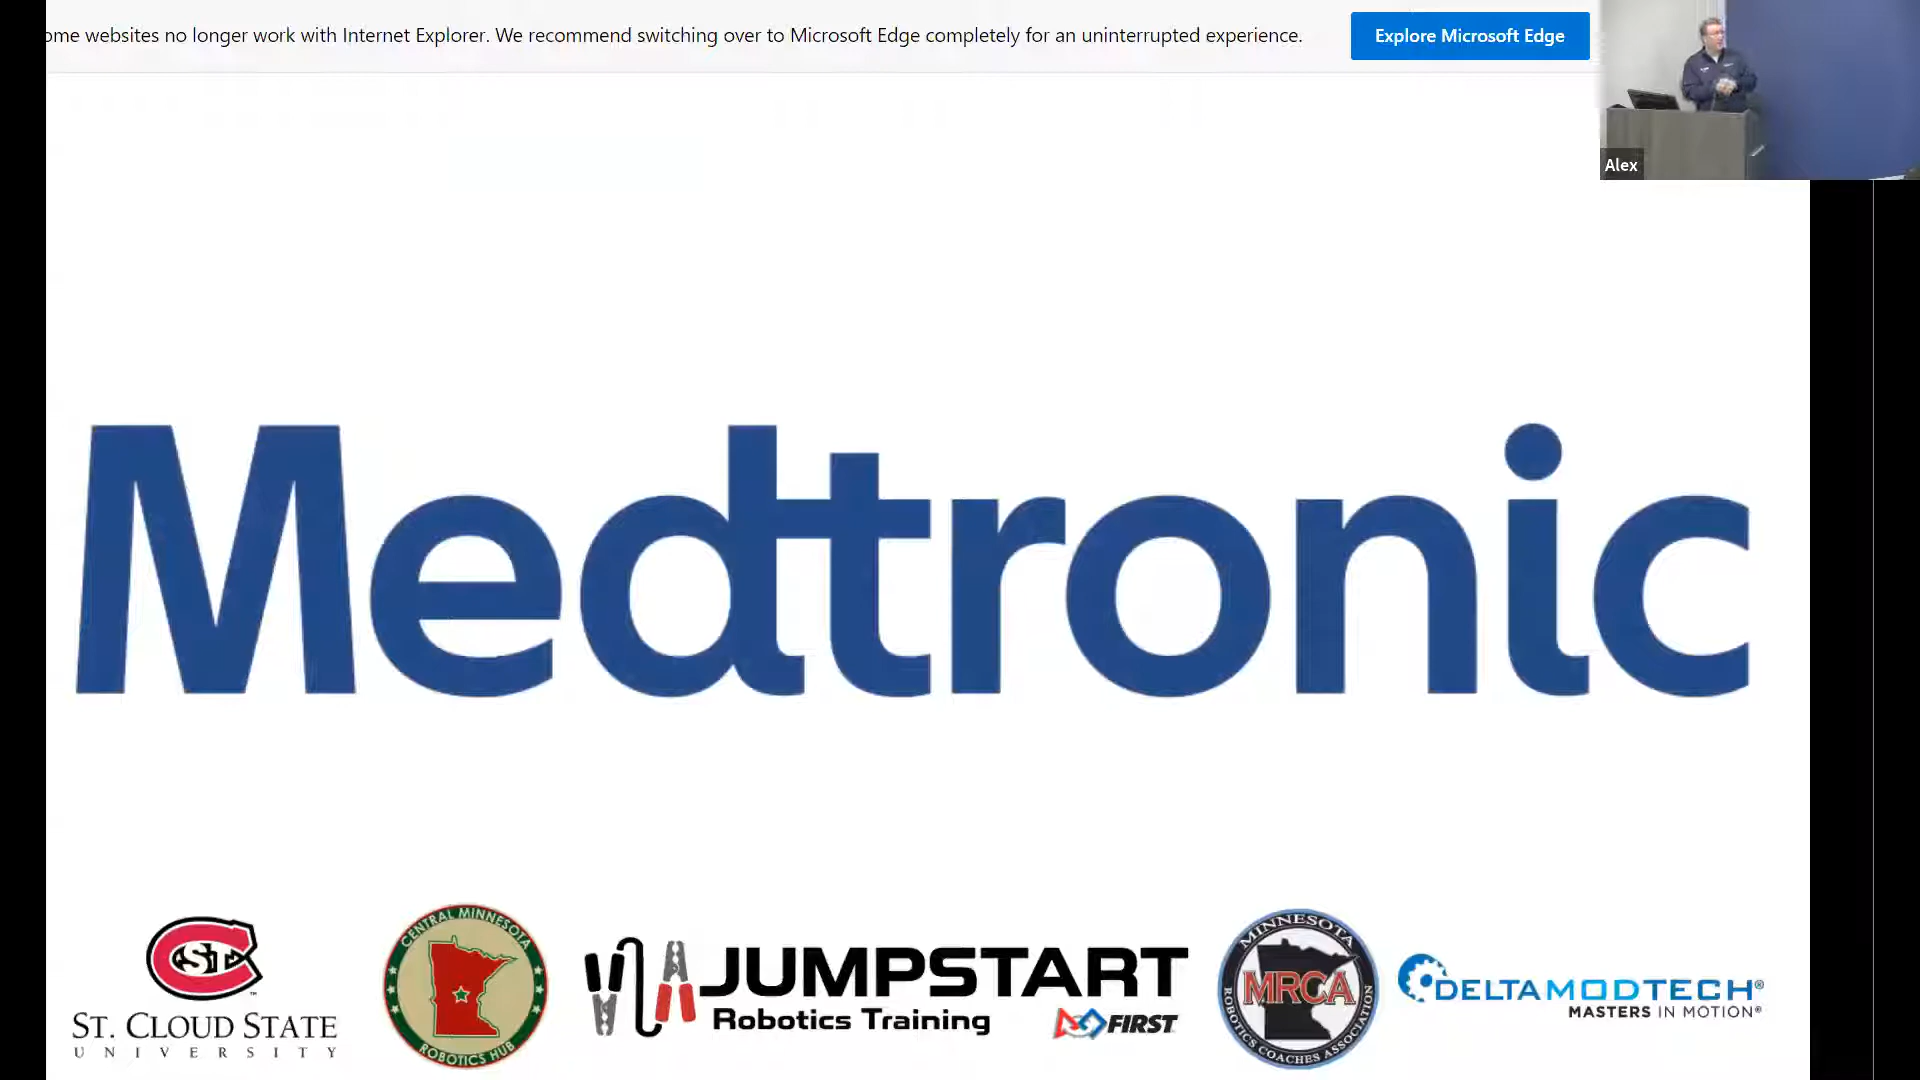 ome websites no longer work with Internet Explorer. We recommend switching over to Microsoft Edge completely for an uninterrupted experience.
Explore Microsoft Edge
Alex
Medtronic
STC
ST. CLOUD STATE
UNIVERSITY
CENTRAL MINNESOTA
ROBOTICS HUB
JUMPSTART
Robotics Training
FIRST
MINNESOTA
MRCA
ROBOTICS COACHES ASSOCIATION
DELTAMODTECH®
MASTERS IN MOTION®